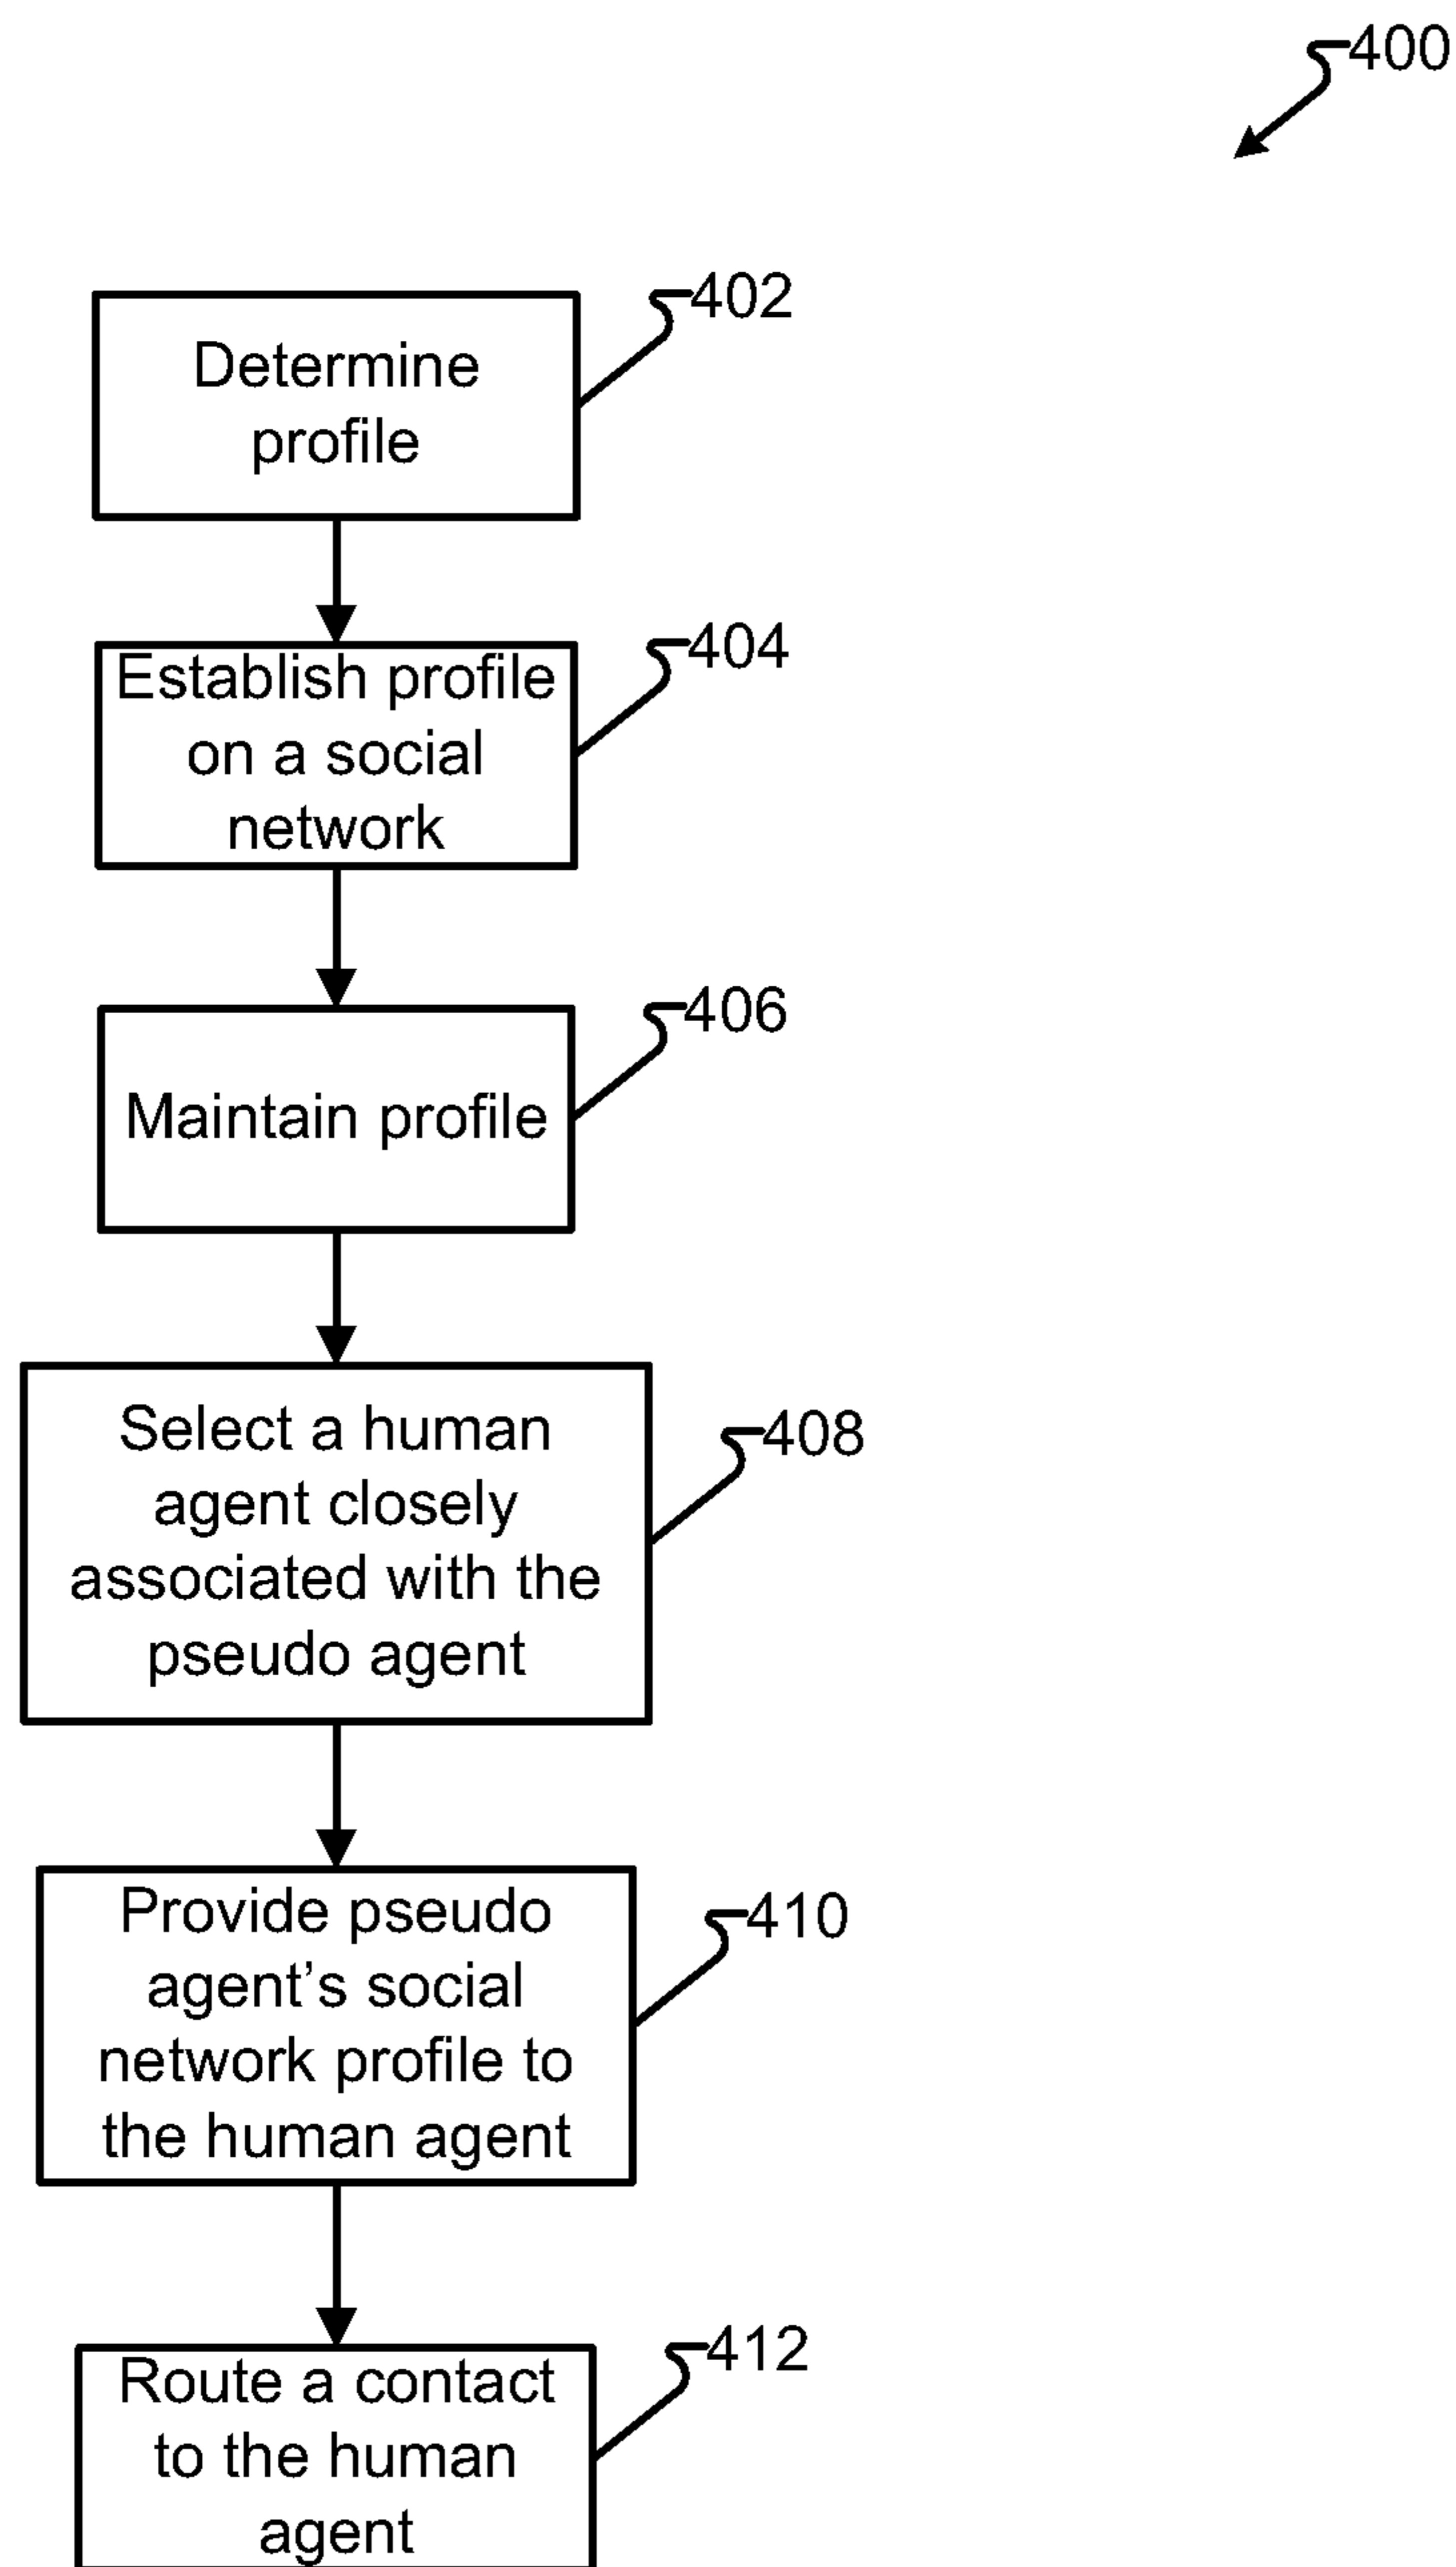 400
402
Determine
profile
404
Establish profile
on a social
network
406
Maintain profile
408
Select a human
agent closely
associated with the
pseudo agent
410
Provide pseudo
agent’s social
network profile to
the human agent
412
Route a contact
to the human
agent